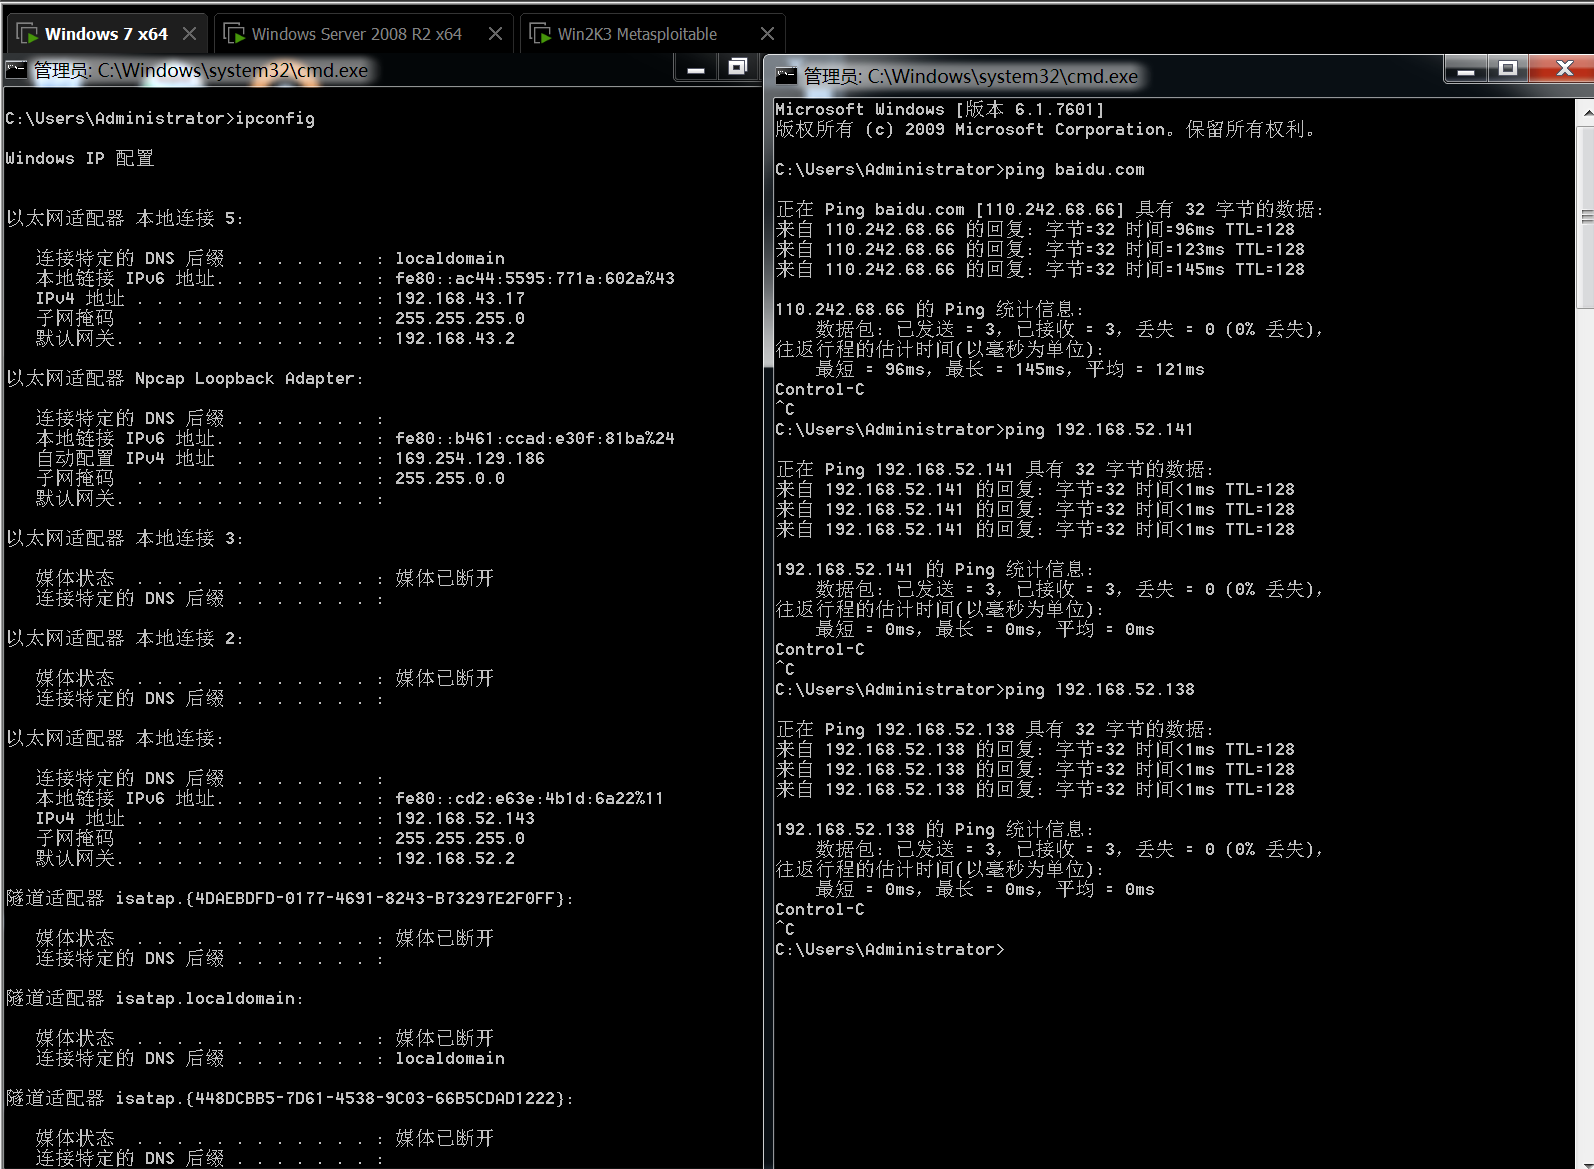 Windows 7 x64
Windows Server 2008 R2 x64
Win2K3 Metasploitable
管理员: C:\Windows\system32\cmd.exe
C:\Users\Administrator>ipconfig
Windows IP 配置
以太网适配器 本地连接 5:
连接特定的 DNS 后缀 . . . . . . . : localdomain
本地链接 IPv6 地址. . . . . . . . : fe80::ac44:5595:771a:602a%43
IPv4 地址 . . . . . . . . . . . . : 192.168.43.17
子网掩码  . . . . . . . . . . . . : 255.255.255.0
默认网关. . . . . . . . . . . . . : 192.168.43.2
以太网适配器 Npcap Loopback Adapter:
连接特定的 DNS 后缀 . . . . . . . :
本地链接 IPv6 地址. . . . . . . . : fe80::b461:ccad:e30f:81ba%24
自动配置 IPv4 地址  . . . . . . . : 169.254.129.186
子网掩码  . . . . . . . . . . . . : 255.255.0.0
默认网关. . . . . . . . . . . . . :
以太网适配器 本地连接 3:
媒体状态  . . . . . . . . . . . . : 媒体已断开
连接特定的 DNS 后缀 . . . . . . . :
以太网适配器 本地连接 2:
媒体状态  . . . . . . . . . . . . : 媒体已断开
连接特定的 DNS 后缀 . . . . . . . :
以太网适配器 本地连接:
连接特定的 DNS 后缀 . . . . . . . :
本地链接 IPv6 地址. . . . . . . . : fe80::cd2:e63e:4b1d:6a22%11
IPv4 地址 . . . . . . . . . . . . : 192.168.52.143
子网掩码  . . . . . . . . . . . . : 255.255.255.0
默认网关. . . . . . . . . . . . . : 192.168.52.2
隧道适配器 isatap.{4DAEBDFD-0177-4691-8243-B73297E2F0FF}:
媒体状态  . . . . . . . . . . . . : 媒体已断开
连接特定的 DNS 后缀 . . . . . . . :
隧道适配器 isatap.localdomain:
媒体状态  . . . . . . . . . . . . : 媒体已断开
连接特定的 DNS 后缀 . . . . . . . : localdomain
隧道适配器 isatap.{448DCBB5-7D61-4538-9C03-66B5CDAD1222}:
媒体状态  . . . . . . . . . . . . : 媒体已断开
连接特定的 DNS 后缀 . . . . . . . :
管理员: C:\Windows\system32\cmd.exe
Microsoft Windows [版本 6.1.7601]
版权所有 (c) 2009 Microsoft Corporation。保留所有权利。
C:\Users\Administrator>ping baidu.com
正在 Ping baidu.com [110.242.68.66] 具有 32 字节的数据:
来自 110.242.68.66 的回复: 字节=32 时间=96ms TTL=128
来自 110.242.68.66 的回复: 字节=32 时间=123ms TTL=128
来自 110.242.68.66 的回复: 字节=32 时间=145ms TTL=128
110.242.68.66 的 Ping 统计信息:
数据包: 已发送 = 3，已接收 = 3，丢失 = 0 (0% 丢失)，
往返行程的估计时间(以毫秒为单位):
最短 = 96ms，最长 = 145ms，平均 = 121ms
Control-C
^C
C:\Users\Administrator>ping 192.168.52.141
正在 Ping 192.168.52.141 具有 32 字节的数据:
来自 192.168.52.141 的回复: 字节=32 时间<1ms TTL=128
来自 192.168.52.141 的回复: 字节=32 时间<1ms TTL=128
来自 192.168.52.141 的回复: 字节=32 时间<1ms TTL=128
192.168.52.141 的 Ping 统计信息:
数据包: 已发送 = 3，已接收 = 3，丢失 = 0 (0% 丢失)，
往返行程的估计时间(以毫秒为单位):
最短 = 0ms，最长 = 0ms，平均 = 0ms
Control-C
^C
C:\Users\Administrator>ping 192.168.52.138
正在 Ping 192.168.52.138 具有 32 字节的数据:
来自 192.168.52.138 的回复: 字节=32 时间<1ms TTL=128
来自 192.168.52.138 的回复: 字节=32 时间<1ms TTL=128
来自 192.168.52.138 的回复: 字节=32 时间<1ms TTL=128
192.168.52.138 的 Ping 统计信息:
数据包: 已发送 = 3，已接收 = 3，丢失 = 0 (0% 丢失)，
往返行程的估计时间(以毫秒为单位):
最短 = 0ms，最长 = 0ms，平均 = 0ms
Control-C
^C
C:\Users\Administrator>